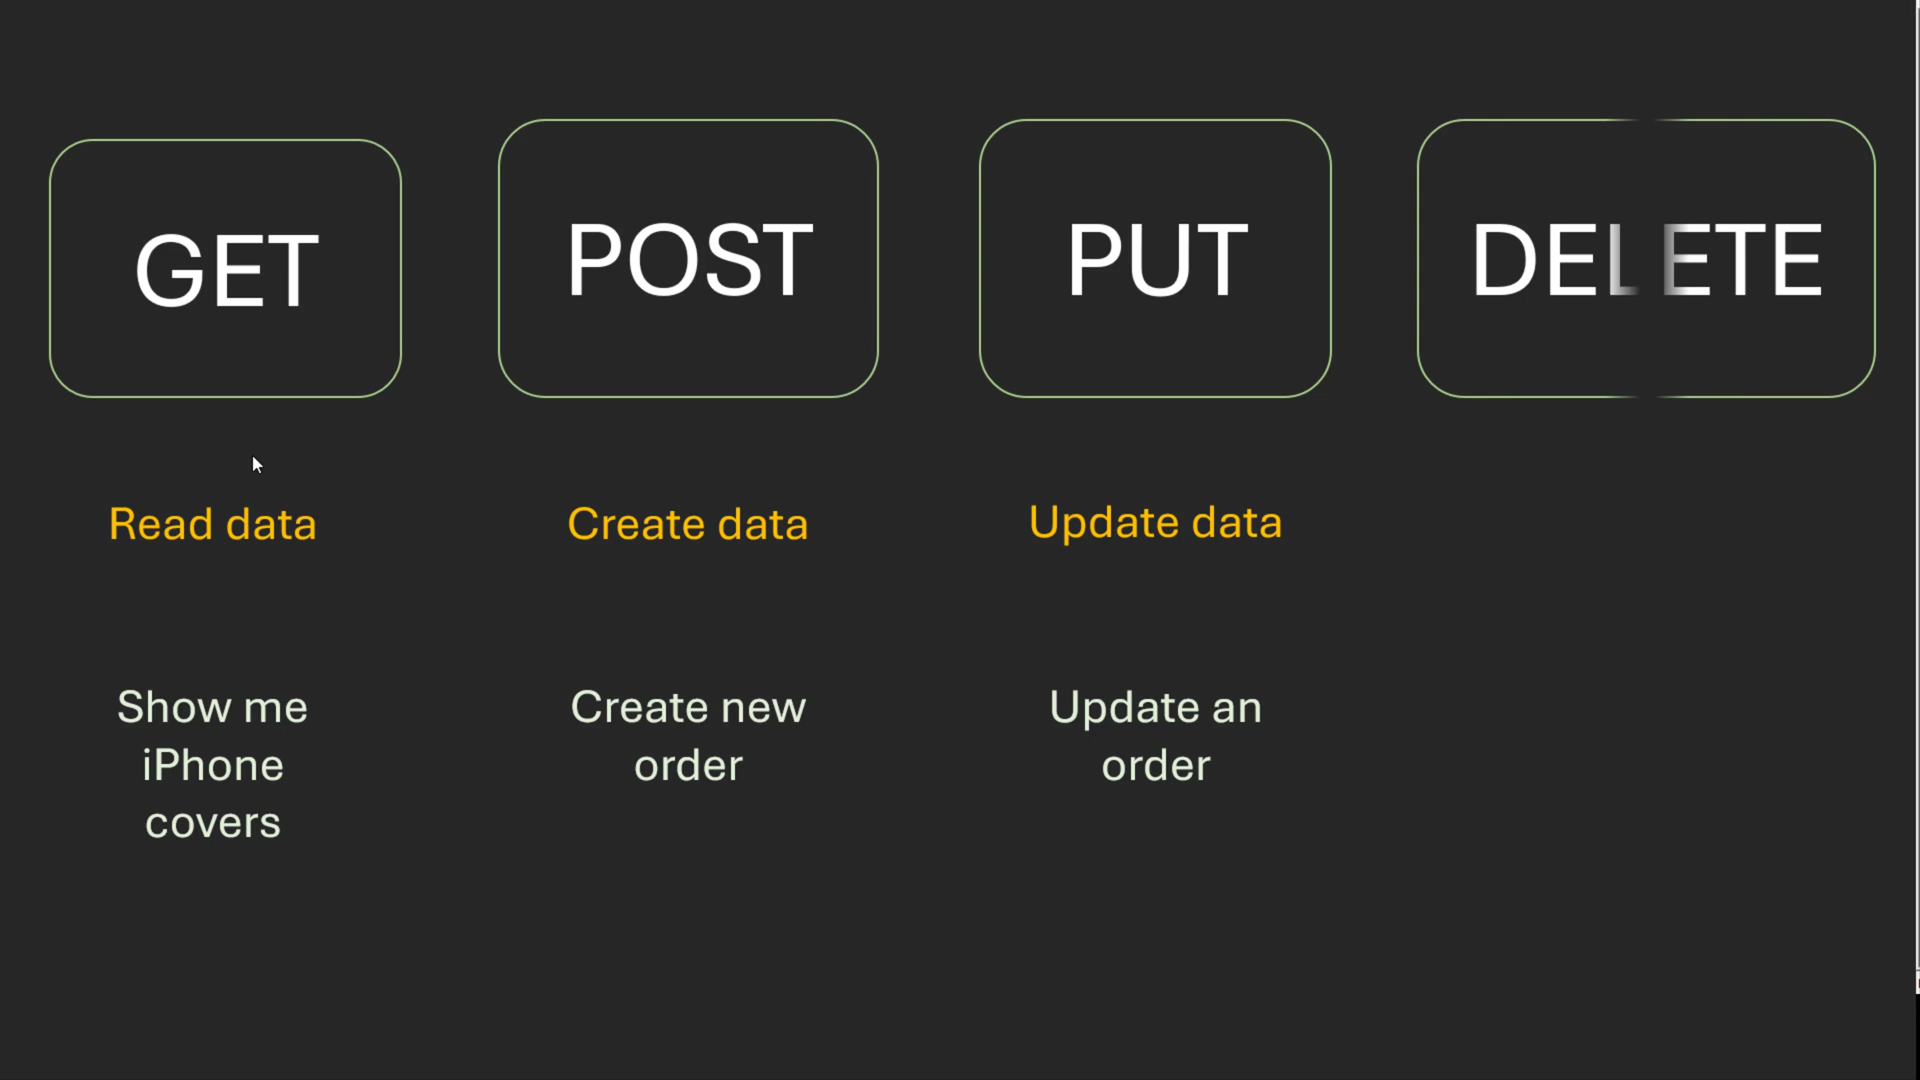 GET
POST
PUT
DELETE
Read data
Create data
Update data
Show me
iPhone
covers
Create new
order
Update an
order